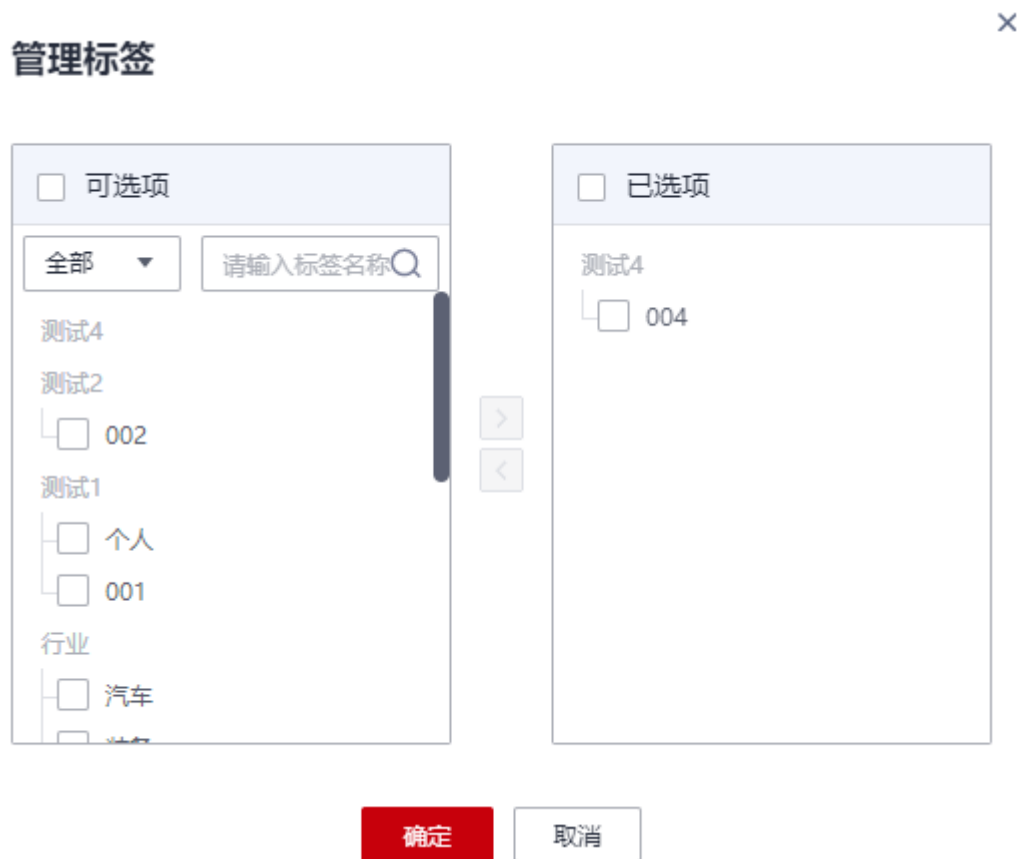 管理标签
可选项
全部
请输入标签名称
测试4
测试2
002
测试1
个人
001
行业
汽车
已选项
测试4
004
确定
取消